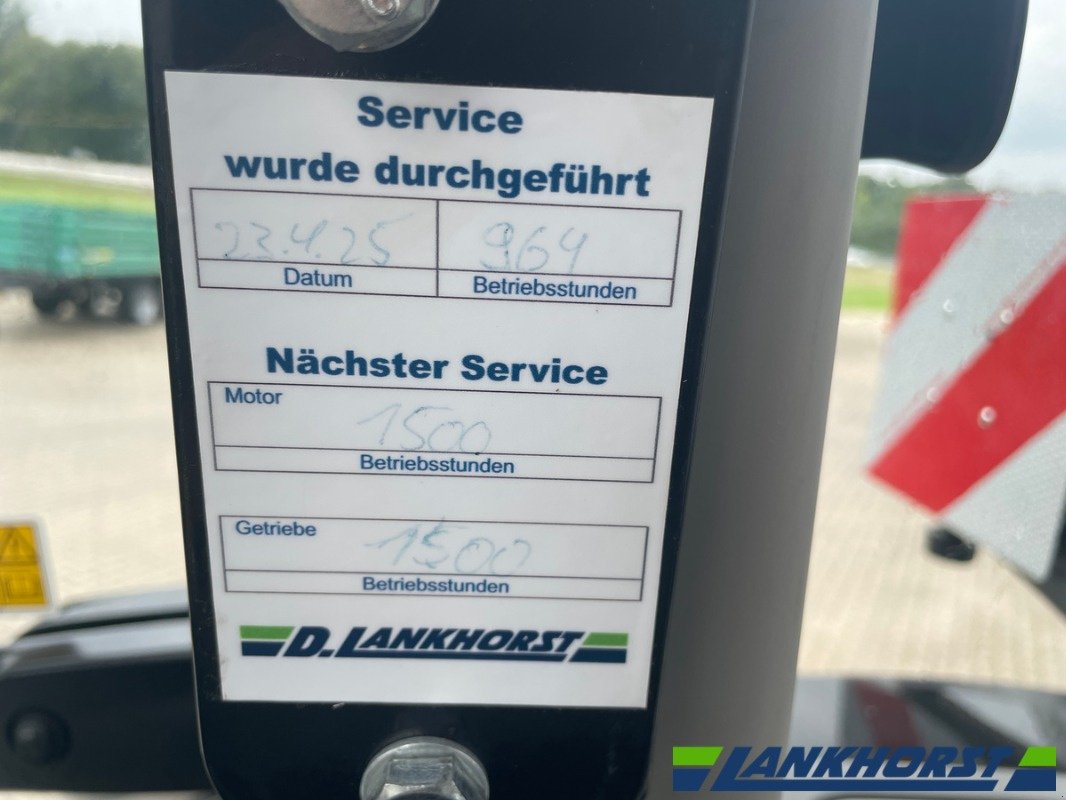 Service
wurde durchgeführt
23.4.25 964
Datum Betriebsstunden
Nächster Service
Motor
1500
Betriebsstunden
Getriebe
1500
Betriebsstunden
D. LANKHORST
LANKHORST